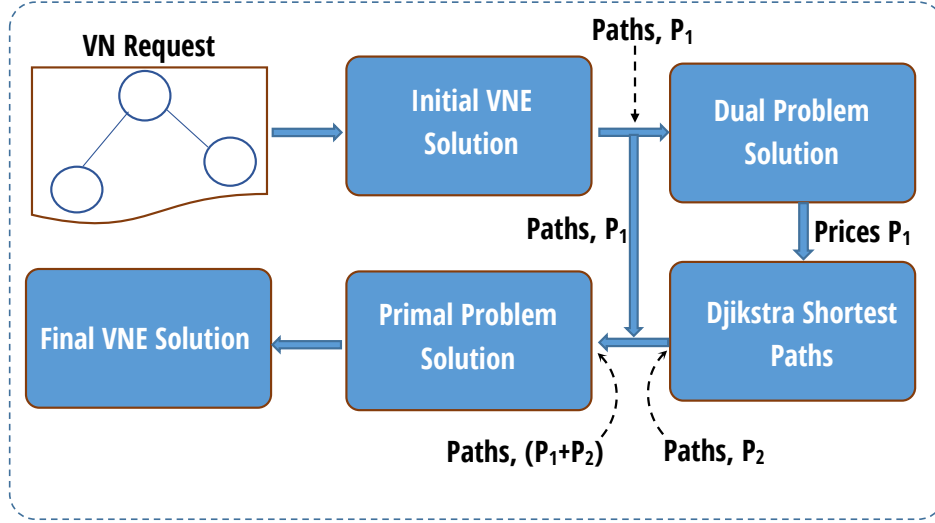 VN Request
Paths, P₁
Initial VNE
Solution
Dual Problem
Solution
Paths, P₁
Prices P₁
Final VNE Solution
Primal Problem
Solution
Djikstra Shortest
Paths
Paths, (P₁+P₂)
Paths, P₂